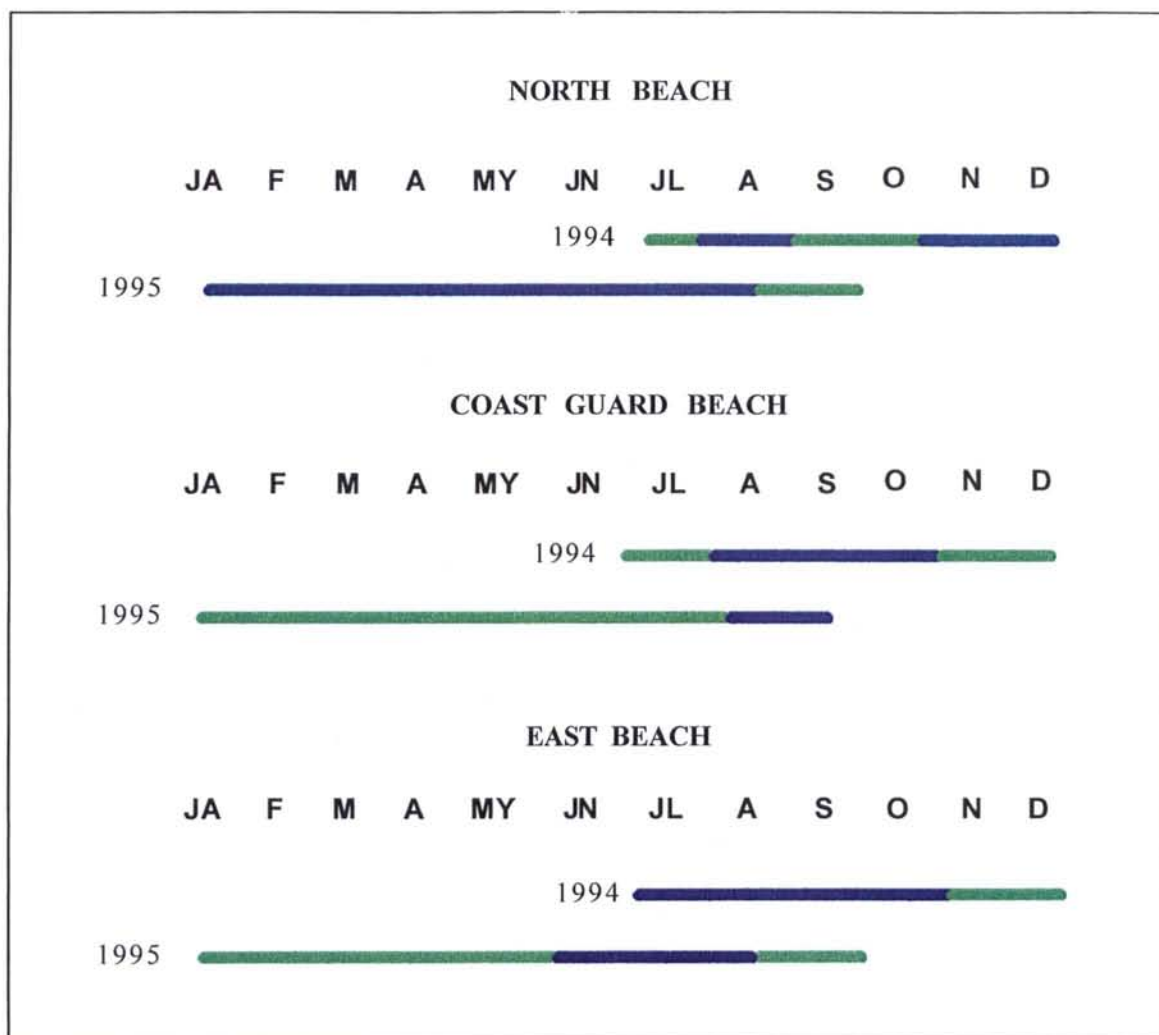 NORTH BEACH
JA F M A MY JN JL A S O N D
1994
1995
COAST GUARD BEACH
JA F M A MY JN JL A S O N D
1994
1995
EAST BEACH
JA F M A MY JN JL A S O N D
1994
1995